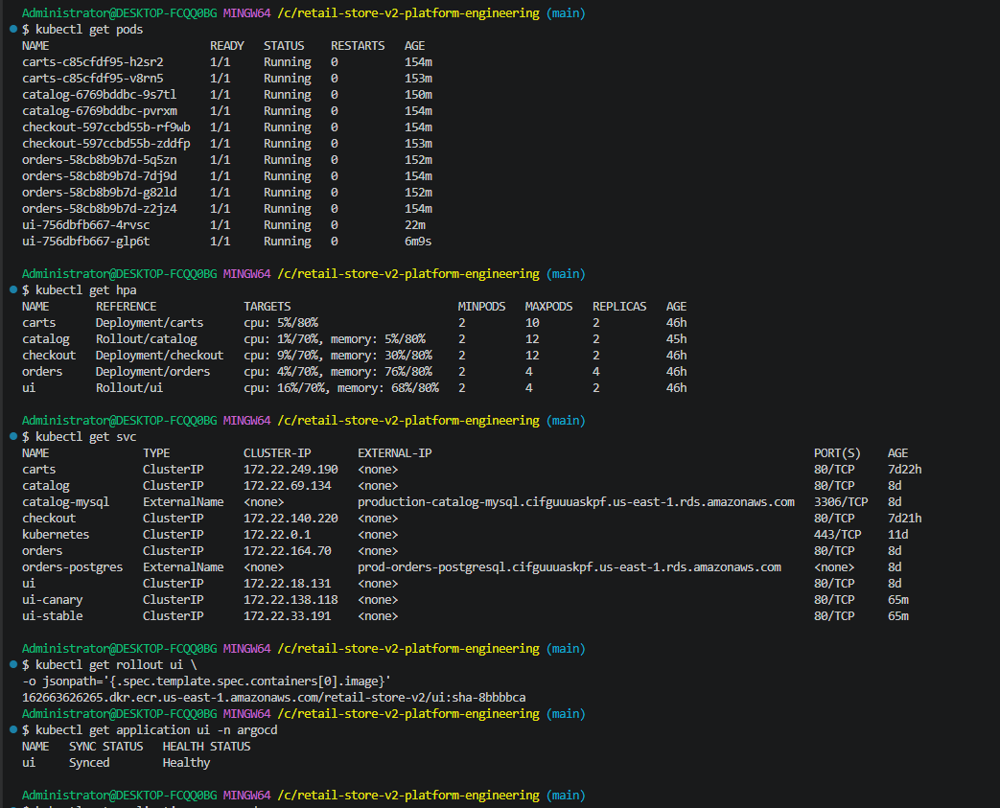 Administrator@DESKTOP-FCQQ0BG MINGW64 /c/retail-store-v2-platform-engineering (main)
$ kubectl get pods
NAME READY STATUS RESTARTS AGE
carts-c85cfdf95-h2sr2 1/1 Running 0 154m
carts-c85cfdf95-v8rn5 1/1 Running 0 153m
catalog-6769bddbc-9s7tl 1/1 Running 0 150m
catalog-6769bddbc-pvrxm 1/1 Running 0 154m
checkout-597ccbd55b-rf9wb 1/1 Running 0 154m
checkout-597ccbd55b-zddfp 1/1 Running 0 153m
orders-58cb8b9b7d-5q5zn 1/1 Running 0 152m
orders-58cb8b9b7d-7dj9d 1/1 Running 0 154m
orders-58cb8b9b7d-g82ld 1/1 Running 0 152m
orders-58cb8b9b7d-z2jz4 1/1 Running 0 154m
ui-756dbfb667-4rvsc 1/1 Running 0 22m
ui-756dbfb667-glp6t 1/1 Running 0 6m9s
Administrator@DESKTOP-FCQQ0BG MINGW64 /c/retail-store-v2-platform-engineering (main)
$ kubectl get hpa
NAME REFERENCE TARGETS MINPODS MAXPODS REPLICAS AGE
carts Deployment/carts cpu: 5%/80% 2 10 2 46h
catalog Rollout/catalog cpu: 1%/70%, memory: 5%/80% 2 12 2 45h
checkout Deployment/checkout cpu: 9%/70%, memory: 30%/80% 2 12 2 46h
orders Deployment/orders cpu: 4%/70%, memory: 76%/80% 2 4 4 46h
ui Rollout/ui cpu: 16%/70%, memory: 68%/80% 2 4 2 46h
Administrator@DESKTOP-FCQQ0BG MINGW64 /c/retail-store-v2-platform-engineering (main)
$ kubectl get svc
NAME TYPE CLUSTER-IP EXTERNAL-IP PORT(S) AGE
carts ClusterIP 172.22.249.190 <none> 80/TCP 7d22h
catalog ClusterIP 172.22.69.134 <none> 80/TCP 8d
catalog-mysql ExternalName <none> production-catalog-mysql.cifguuuaskpf.us-east-1.rds.amazonaws.com 3306/TCP 8d
checkout ClusterIP 172.22.140.220 <none> 80/TCP 7d21h
kubernetes ClusterIP 172.22.0.1 <none> 443/TCP 11d
orders ClusterIP 172.22.164.70 <none> 80/TCP 8d
orders-postgres ExternalName <none> prod-orders-postgresql.cifguuuaskpf.us-east-1.rds.amazonaws.com <none> 8d
ui ClusterIP 172.22.18.131 <none> 80/TCP 8d
ui-canary ClusterIP 172.22.138.118 <none> 80/TCP 65m
ui-stable ClusterIP 172.22.33.191 <none> 80/TCP 65m
Administrator@DESKTOP-FCQQ0BG MINGW64 /c/retail-store-v2-platform-engineering (main)
$ kubectl get rollout ui \
-o jsonpath='{.spec.template.spec.containers[0].image}'
162663626265.dkr.ecr.us-east-1.amazonaws.com/retail-store-v2/ui:sha-8bbbbca
Administrator@DESKTOP-FCQQ0BG MINGW64 /c/retail-store-v2-platform-engineering (main)
$ kubectl get application ui -n argocd
NAME SYNC STATUS HEALTH STATUS
ui Synced Healthy
Administrator@DESKTOP-FCQQ0BG MINGW64 /c/retail-store-v2-platform-engineering (main)